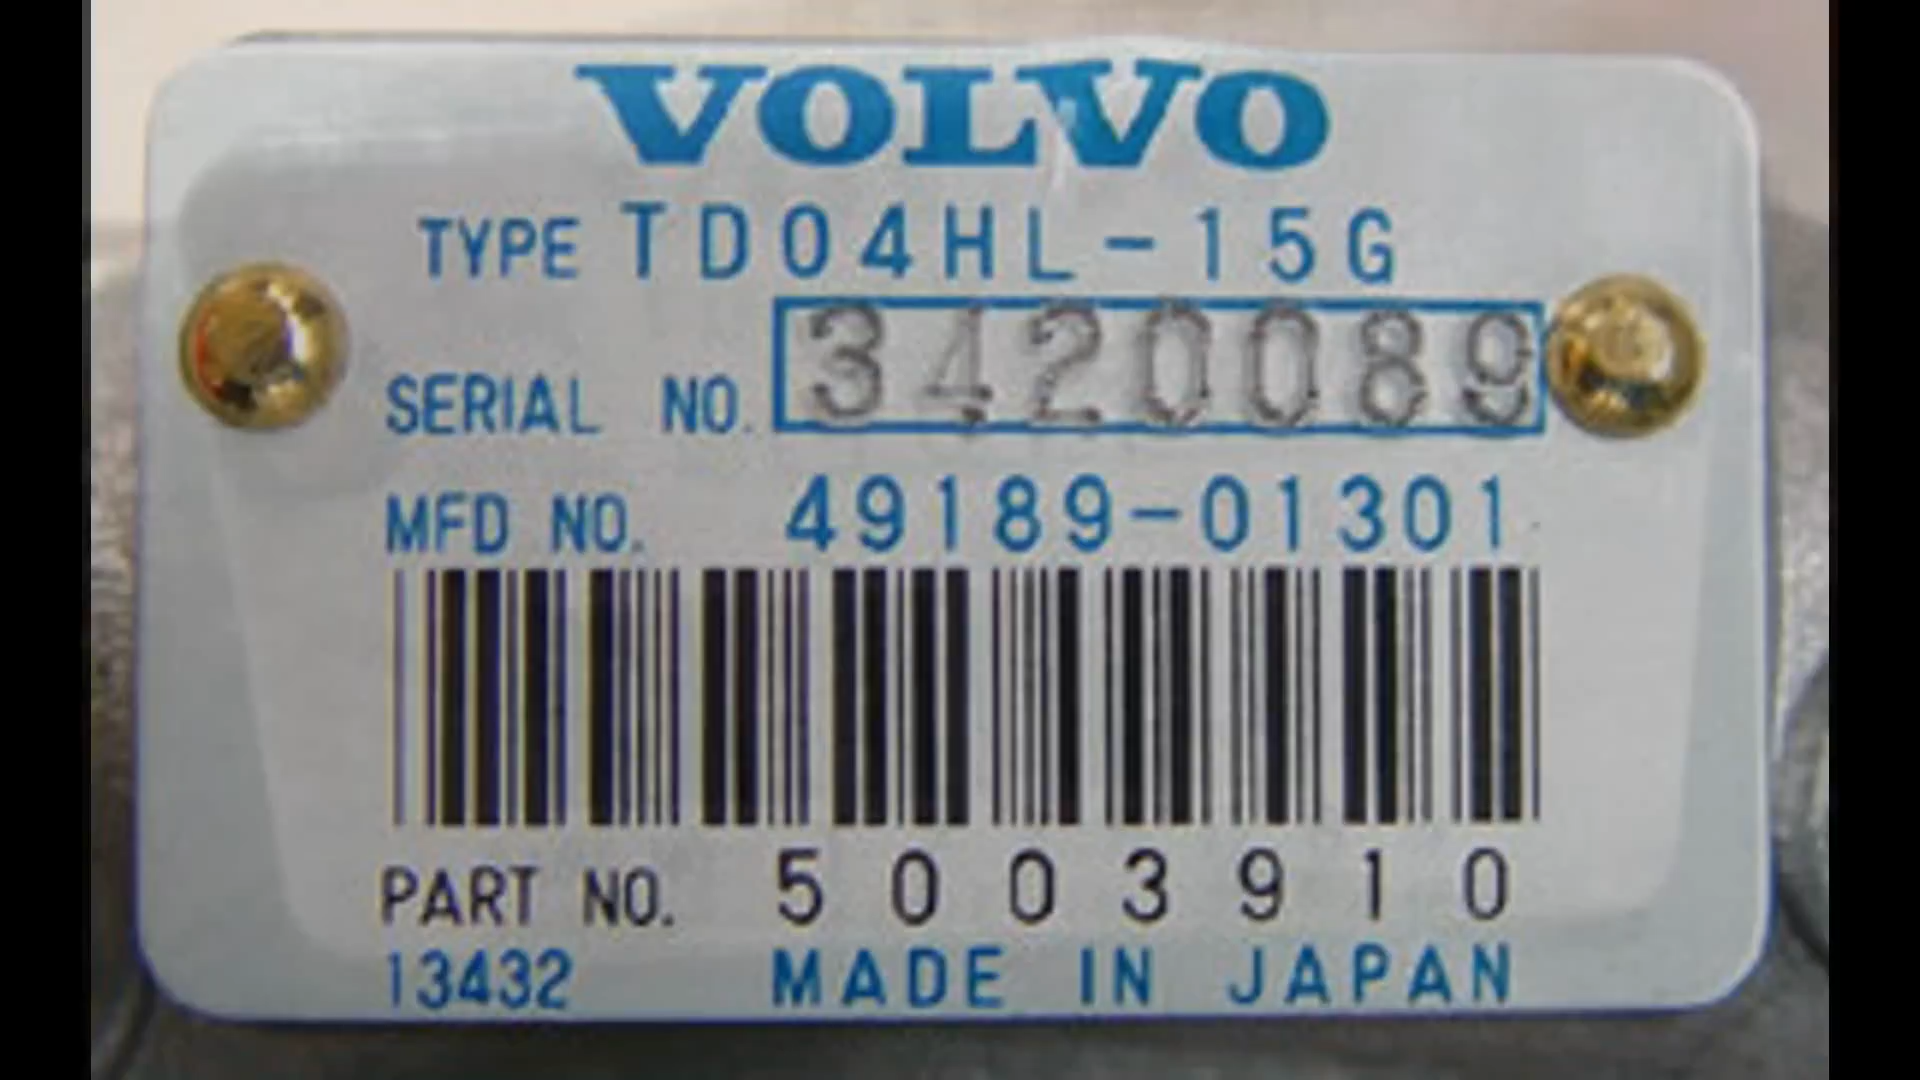 VOLVO
TYPE TD04HL-15G
SERIAL NO. 3420089
MFD NO. 49189-01301
PART NO. 5003910
13432 MADE IN JAPAN